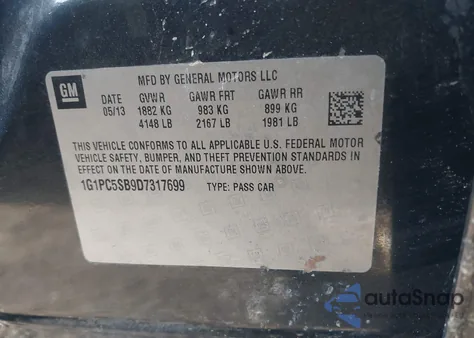 GM
MFD BY GENERAL MOTORS LLC
DATE GVWR GAWR FRT GAWR RR
05/13 1882 KG 983 KG 899 KG
4148 LB 2167 LB 1981 LB
THIS VEHICLE CONFORMS TO ALL APPLICABLE U.S. FEDERAL MOTOR
VEHICLE SAFETY, BUMPER, AND THEFT PREVENTION STANDARDS IN
EFFECT ON THE DATE OF MANUFACTURE SHOWN ABOVE.
1G1PC5SB9D7317699 TYPE: PASS CAR
autoSnap